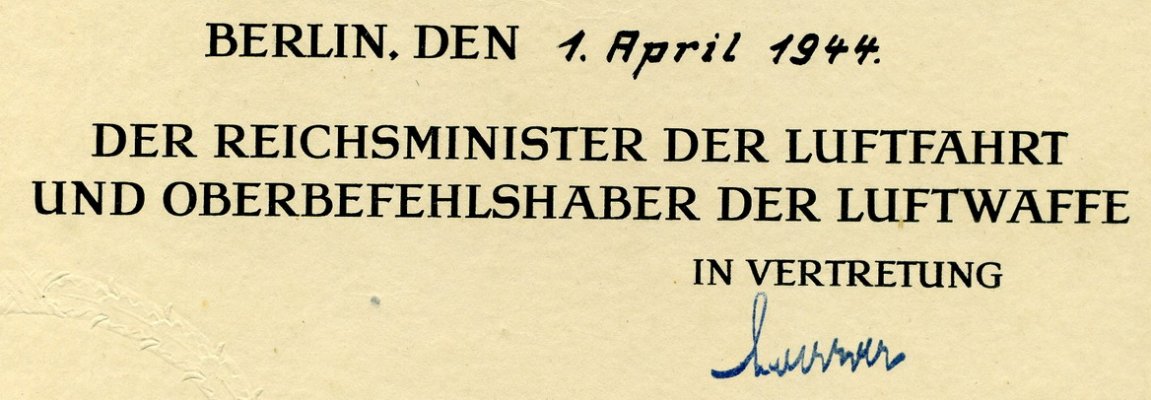 BERLIN, DEN 1. April 1944.
DER REICHSMINISTER DER LUFTFAHRT
UND OBERBEFEHLSHABER DER LUFTWAFFE
IN VERTRETUNG